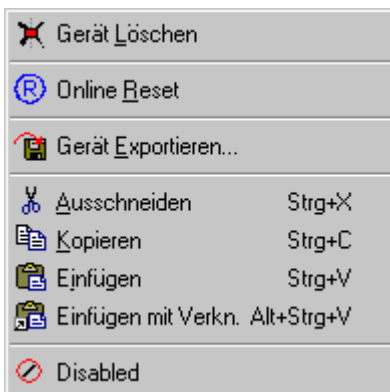 Gerät Löschen
Online Reset
Gerät Exportieren...
Ausschneiden Strg+X
Kopieren Strg+C
Einfügen Strg+V
Einfügen mit Verkn. Alt+Strg+V
Disabled